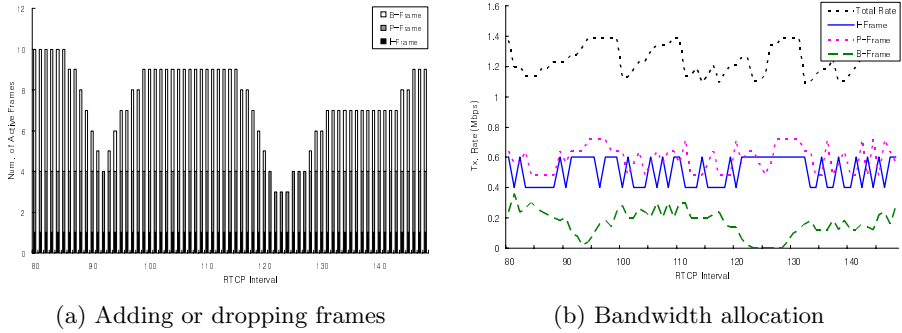 B-Frame
P-Frame
I-Frame
Num. of Active Frames
12
10
8
6
4
2
0
80 90 100 110 120 130 140
RTCP Interval
(a) Adding or dropping frames
Total Rate
I-Frame
P-Frame
B-Frame
Tx. Rate (Mbps)
1.6
1.4
1.2
1
0.8
0.6
0.4
0.2
0
80 90 100 110 120 130 140
RTCP Interval
(b) Bandwidth allocation